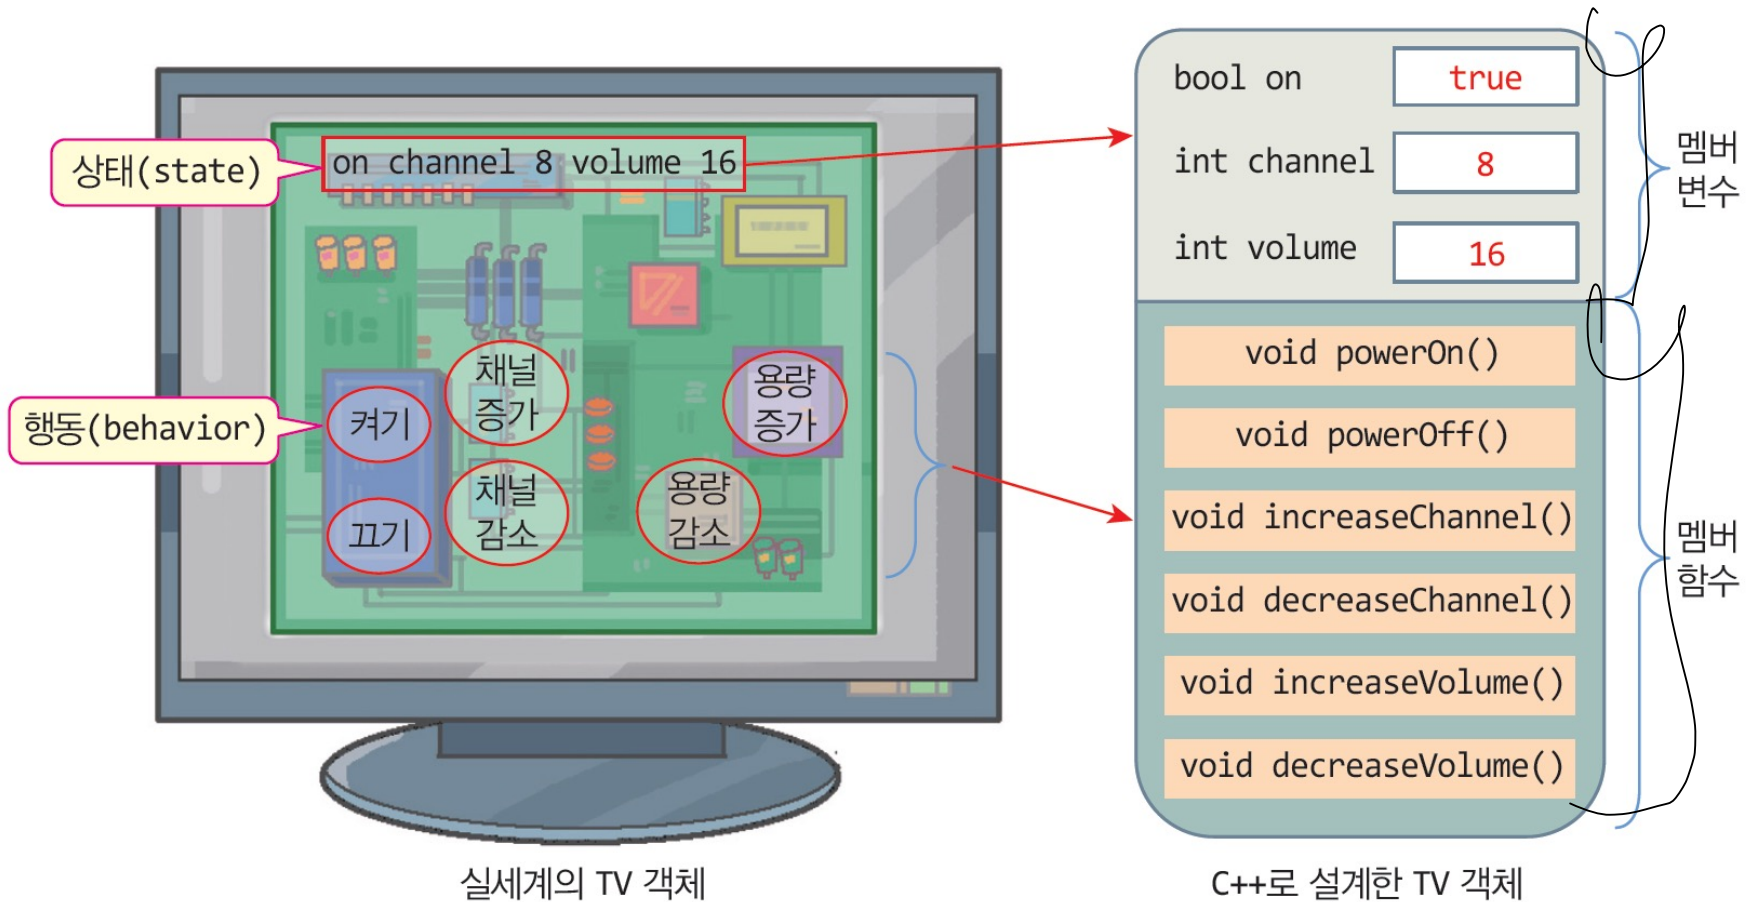 상태(state)
on channel 8 volume 16
행동(behavior)
켜기
끄기
채널
증가
채널
감소
용량
증가
용량
감소
실세계의 TV 객체
bool on true
int channel 8
int volume 16
멤버
변수
void powerOn()
void powerOff()
void increaseChannel()
void decreaseChannel()
void increaseVolume()
void decreaseVolume()
멤버
함수
C++로 설계한 TV 객체